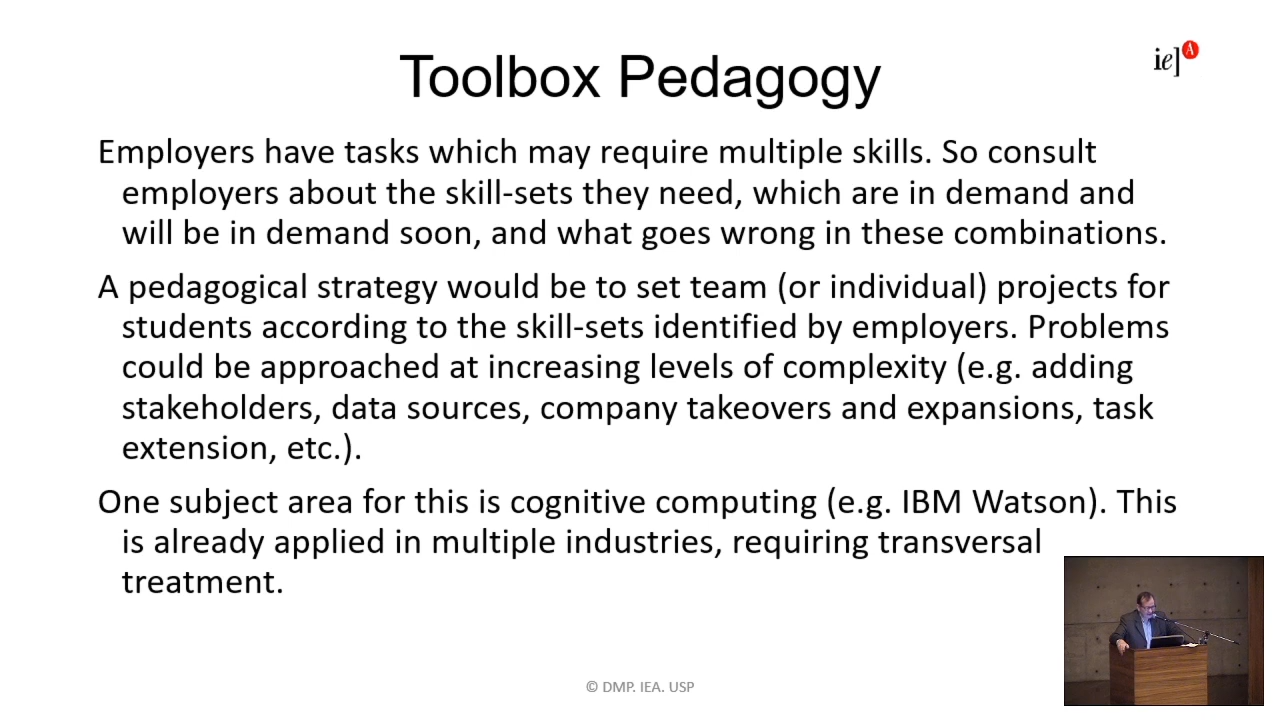 ie]A
Toolbox Pedagogy
Employers have tasks which may require multiple skills. So consult
employers about the skill-sets they need, which are in demand and
will be in demand soon, and what goes wrong in these combinations.
A pedagogical strategy would be to set team (or individual) projects for
students according to the skill-sets identified by employers. Problems
could be approached at increasing levels of complexity (e.g. adding
stakeholders, data sources, company takeovers and expansions, task
extension, etc.).
One subject area for this is cognitive computing (e.g. IBM Watson). This
is already applied in multiple industries, requiring transversal
treatment.
© DMP. IEA. USP